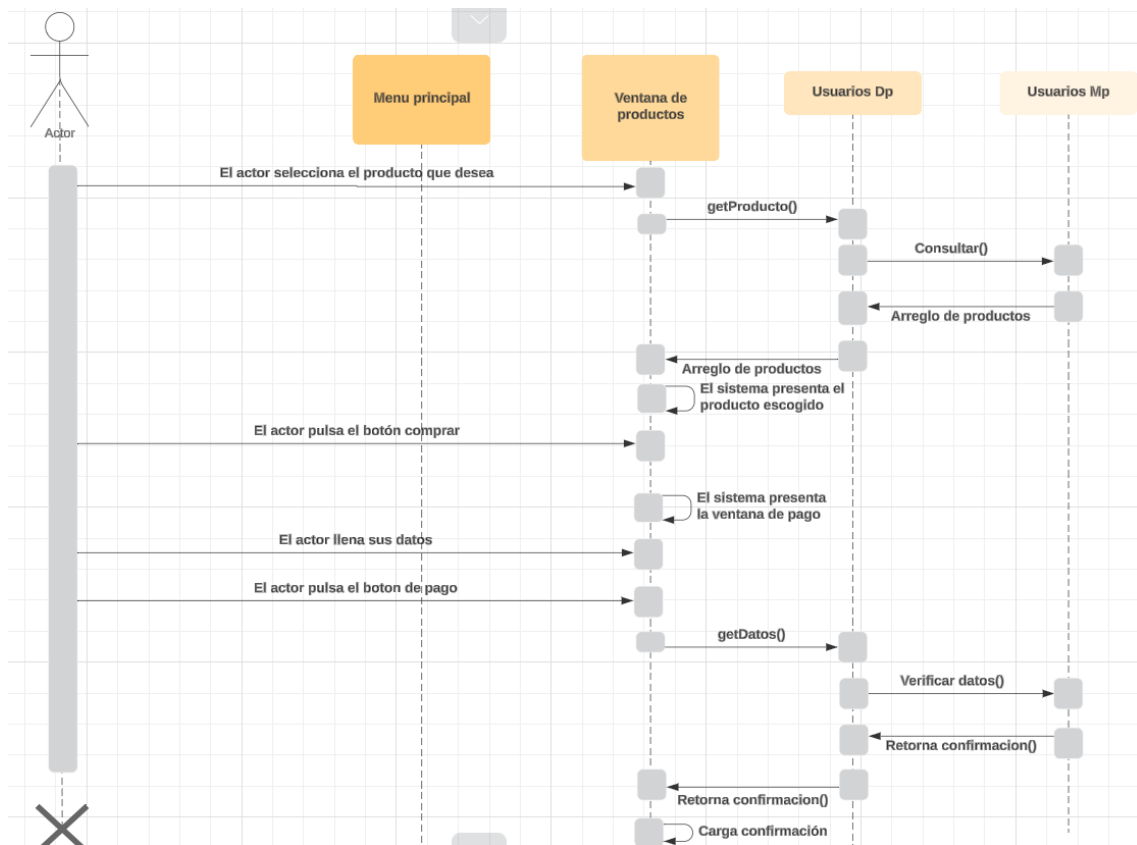 Actor
Menu principal
Ventana de
productos
Usuarios Dp
Usuarios Mp
El actor selecciona el producto que desea
getProducto()
Consultar()
Arreglo de productos
Arreglo de productos
El sistema presenta el
producto escogido
El actor pulsa el botón comprar
El sistema presenta
la ventana de pago
El actor llena sus datos
El actor pulsa el boton de pago
getDatos()
Verificar datos()
Retorna confirmacion()
Retorna confirmacion()
Carga confirmación